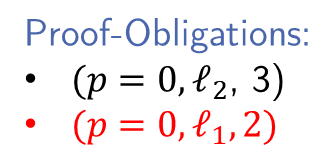 Proof-Obligations:
• (p = 0, ℓ₂, 3)
• (p = 0, ℓ₁, 2)